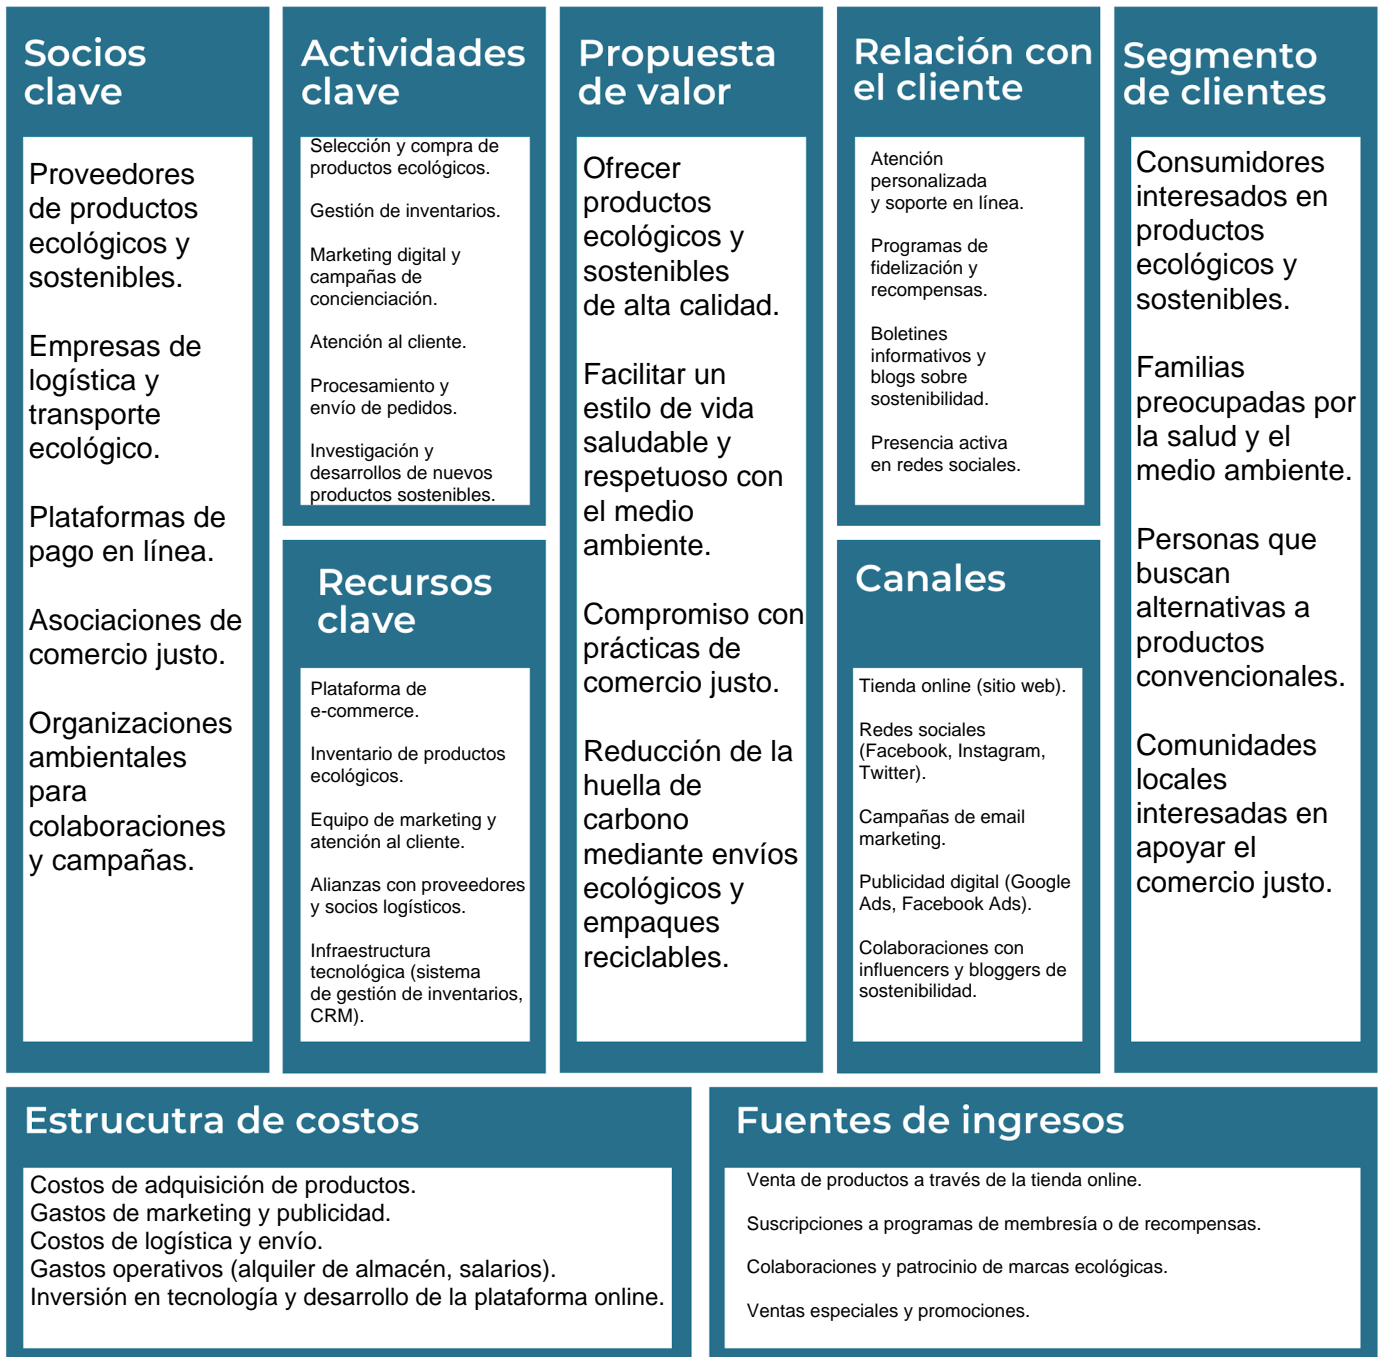 Socios
clave
Proveedores
de productos
ecológicos y
sostenibles.
Empresas de
logística y
transporte
ecológico.
Plataformas de
pago en línea.
Asociaciones de
comercio justo.
Organizaciones
ambientales
para
colaboraciones
y campañas.
Actividades
clave
Selección y compra de
productos ecológicos.
Gestión de inventarios.
Marketing digital y
campañas de
concienciación.
Atención al cliente.
Procesamiento y
envío de pedidos.
Investigación y
desarrollos de nuevos
productos sostenibles.
Recursos
clave
Plataforma de
e-commerce.
Inventario de productos
ecológicos.
Equipo de marketing y
atención al cliente.
Alianzas con proveedores
y socios logísticos.
Infraestructura
tecnológica (sistema
de gestión de inventarios,
CRM).
Propuesta
de valor
Ofrecer
productos
ecológicos y
sostenibles
de alta calidad.
Facilitar un
estilo de vida
saludable y
respetuoso con
el medio
ambiente.
Compromiso con
prácticas de
comercio justo.
Reducción de la
huella de
carbono
mediante envíos
ecológicos y
empaques
reciclables.
Relación con
el cliente
Atención
personalizada
y soporte en línea.
Programas de
fidelización y
recompensas.
Boletines
informativos y
blogs sobre
sostenibilidad.
Presencia activa
en redes sociales.
Canales
Tienda online (sitio web).
Redes sociales
(Facebook, Instagram,
Twitter).
Campañas de email
marketing.
Publicidad digital (Google
Ads, Facebook Ads).
Colaboraciones con
influencers y bloggers de
sostenibilidad.
Segmento
de clientes
Consumidores
interesados en
productos
ecológicos y
sostenibles.
Familias
preocupadas por
la salud y el
medio ambiente.
Personas que
buscan
alternativas a
productos
convencionales.
Comunidades
locales
interesadas en
apoyar el
comercio justo.
Estrucutra de costos
Costos de adquisición de productos.
Gastos de marketing y publicidad.
Costos de logística y envío.
Gastos operativos (alquiler de almacén, salarios).
Inversión en tecnología y desarrollo de la plataforma online.
Fuentes de ingresos
Venta de productos a través de la tienda online.
Suscripciones a programas de membresía o de recompensas.
Colaboraciones y patrocinio de marcas ecológicas.
Ventas especiales y promociones.